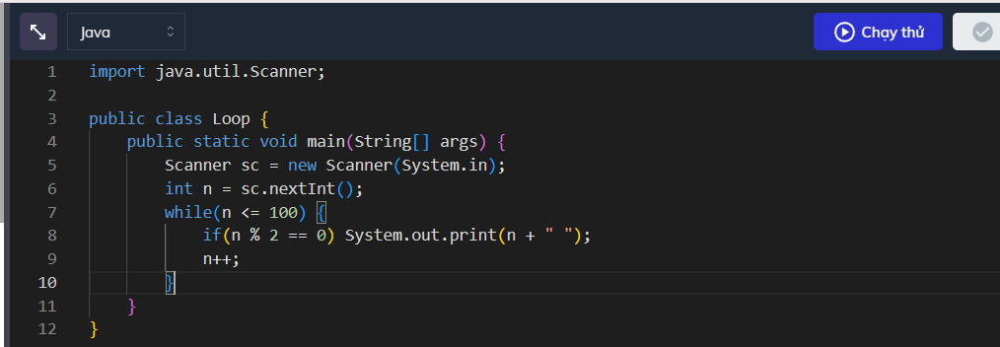 Java
Chạy thử
1 import java.util.Scanner;
2
3 public class Loop {
4     public static void main(String[] args) {
5         Scanner sc = new Scanner(System.in);
6         int n = sc.nextInt();
7         while(n <= 100) {
8             if(n % 2 == 0) System.out.print(n + " ");
9             n++;
10         }
11     }
12 }